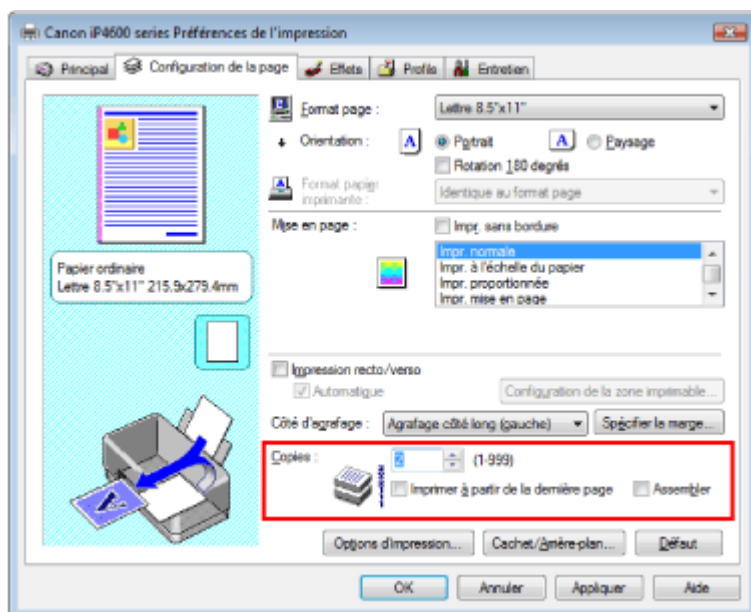 Canon iP4600 series Préférences de l'impression
Principal Configuration de la page Effets Profils Entretien
Format page : Lettre 8.5"x11"
Orientation : A Portrait A Paysage
Rotation 180 degrés
Format papier imprimante : Identique au format page
Mise en page : Impr. sans bordure
Impr. normale
Impr. à l'échelle du papier
Impr. proportionnée
Impr. mise en page
Papier ordinaire
Lettre 8.5"x11" 215.9x279.4mm
Impression recto/verso
Automatique Configuration de la zone imprimable...
Côté d'agrafage : Agrafage côté long (gauche) Spécifier la marge...
Copies : 2 (1-999)
Imprimer à partir de la dernière page Assembler
Options d'impression... Cachet/Arrière-plan... Défaut
OK Annuler Appliquer Aide